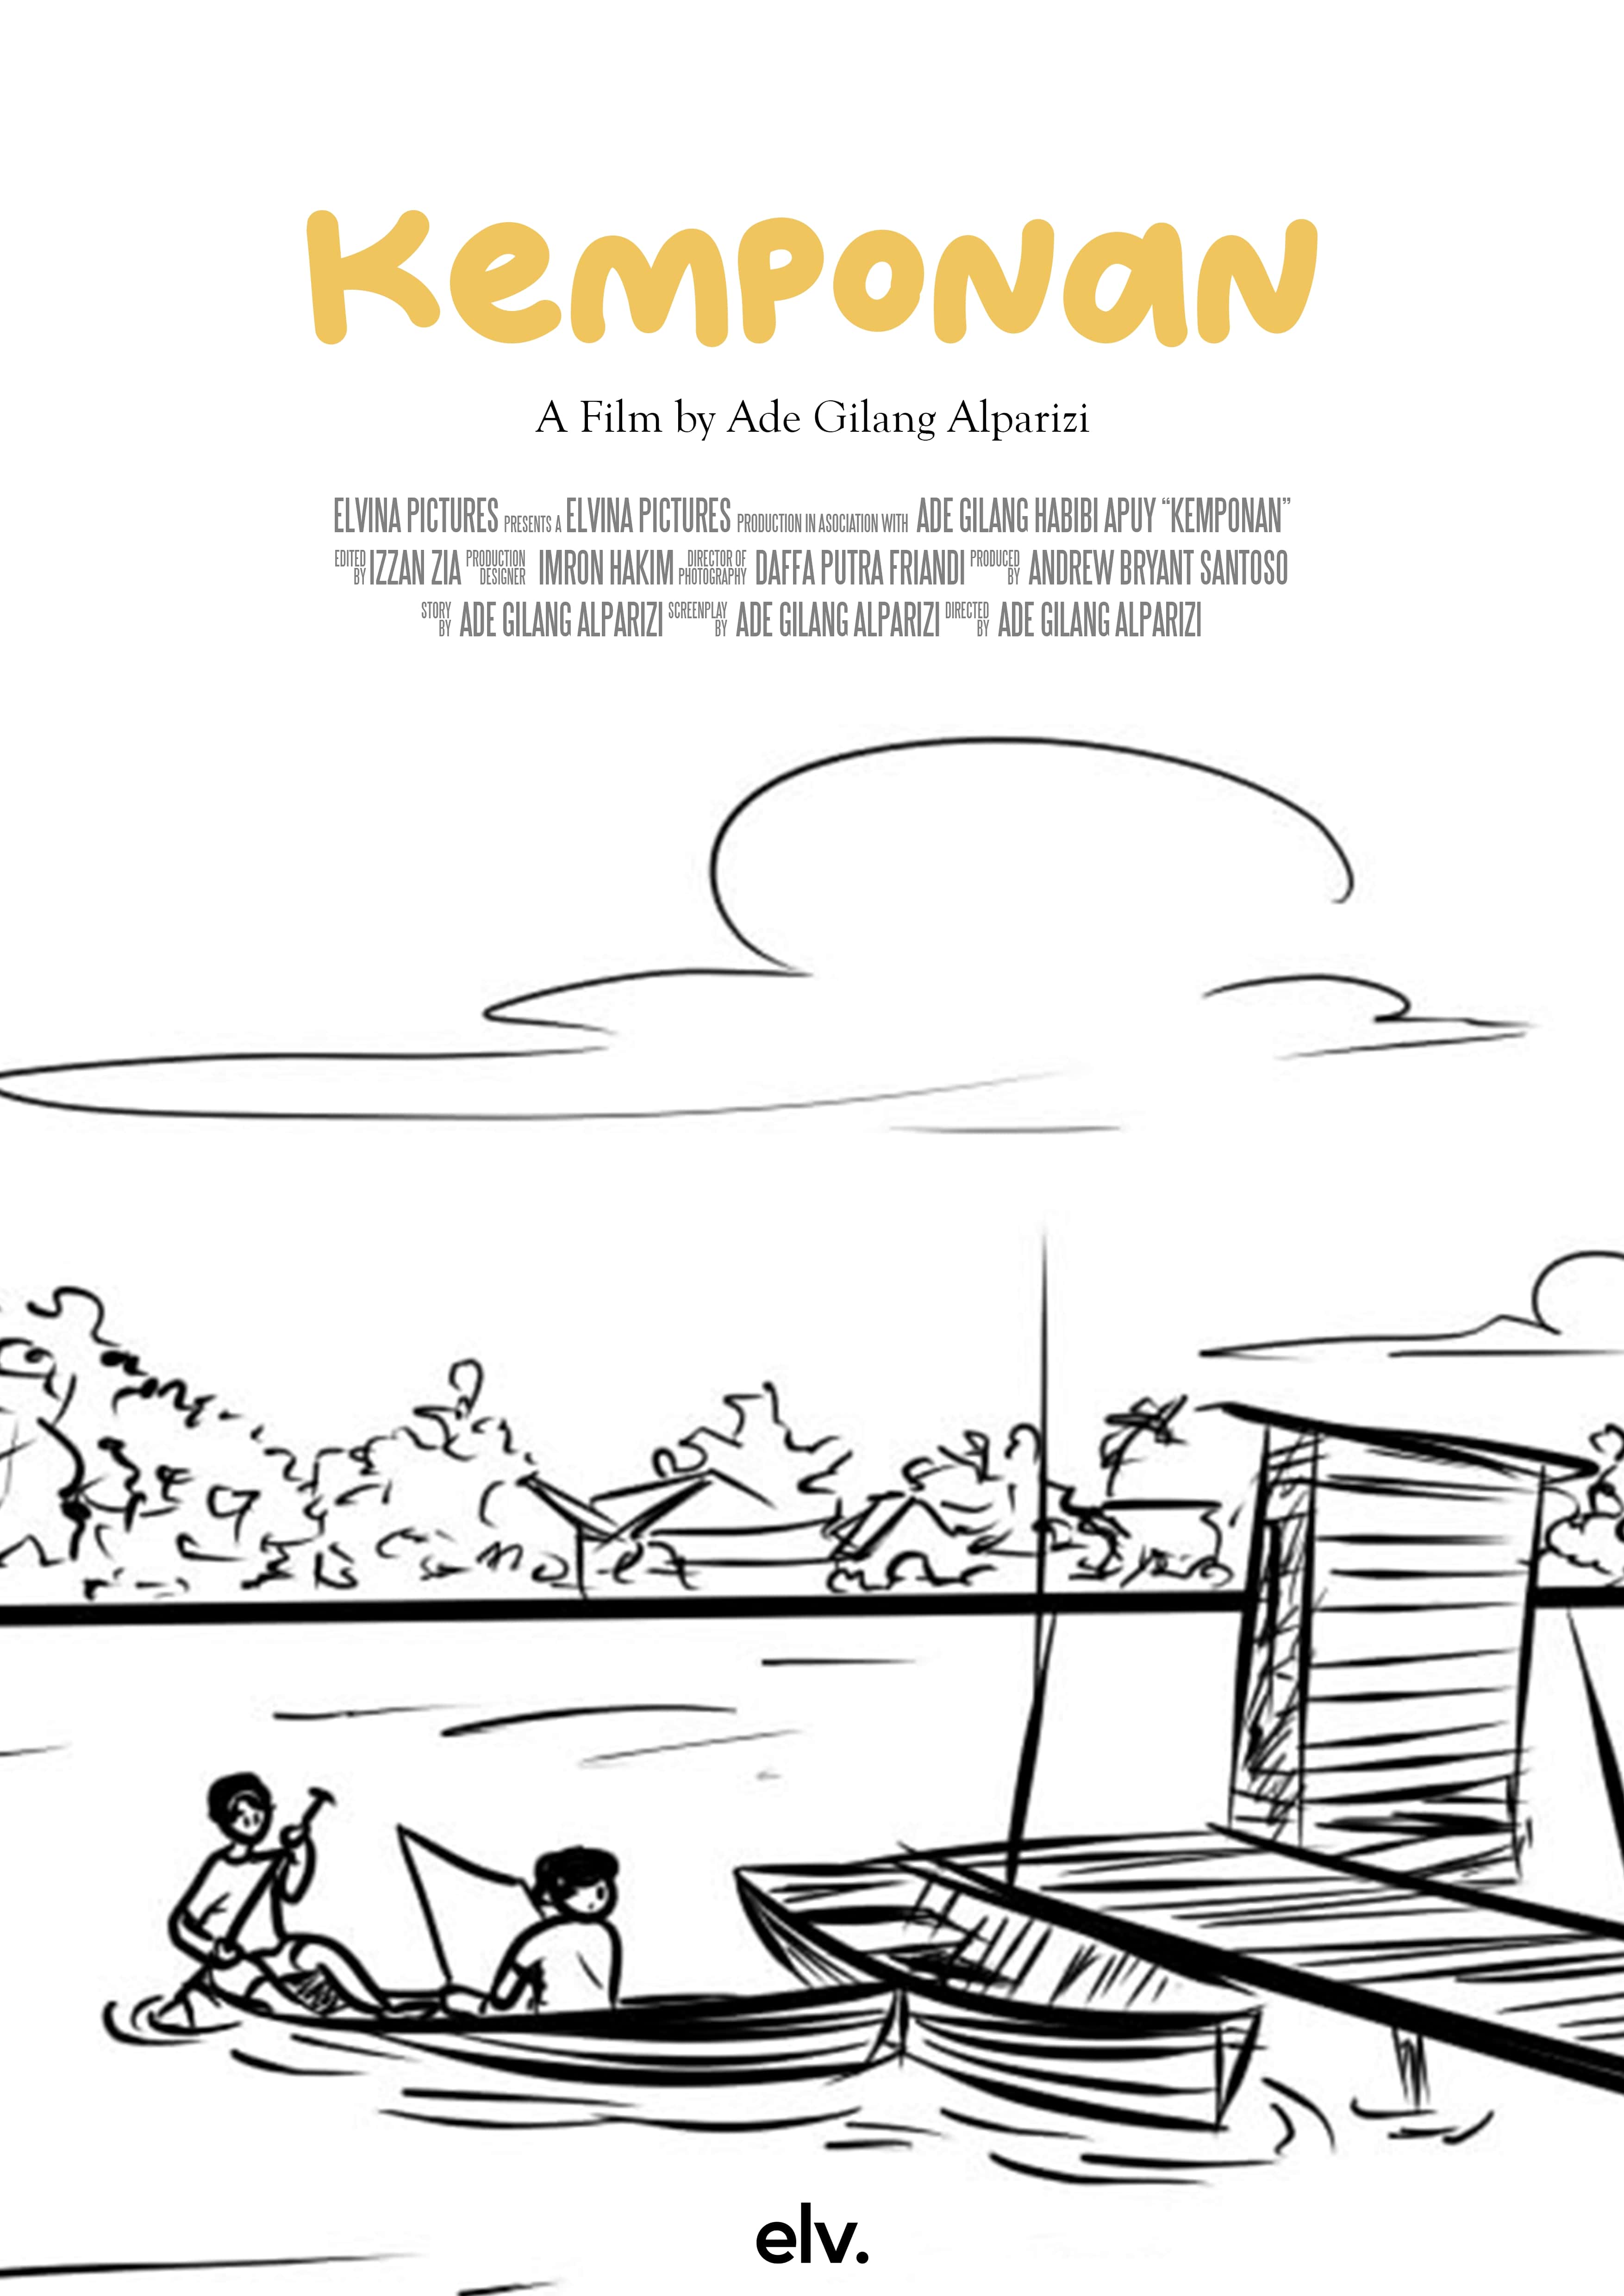 Kemponan
A Film by Ade Gilang Alparizi
ELVINA PICTURES PRESENTS A ELVINA PICTURES PRODUCTION IN ASOCIATION WITH ADE GILANG HABIBI APUY “KEMPONAN”
EDITED BY IZZAN ZIA PRODUCTION DESIGNER IMRON HAKIM DIRECTOR OF PHOTOGRAPHY DAFFA PUTRA FRIANDI PRODUCED BY ANDREW BRYANT SANTOSO
STORY BY ADE GILANG ALPARIZI SCREENPLAY BY ADE GILANG ALPARIZI DIRECTED BY ADE GILANG ALPARIZI
elv.